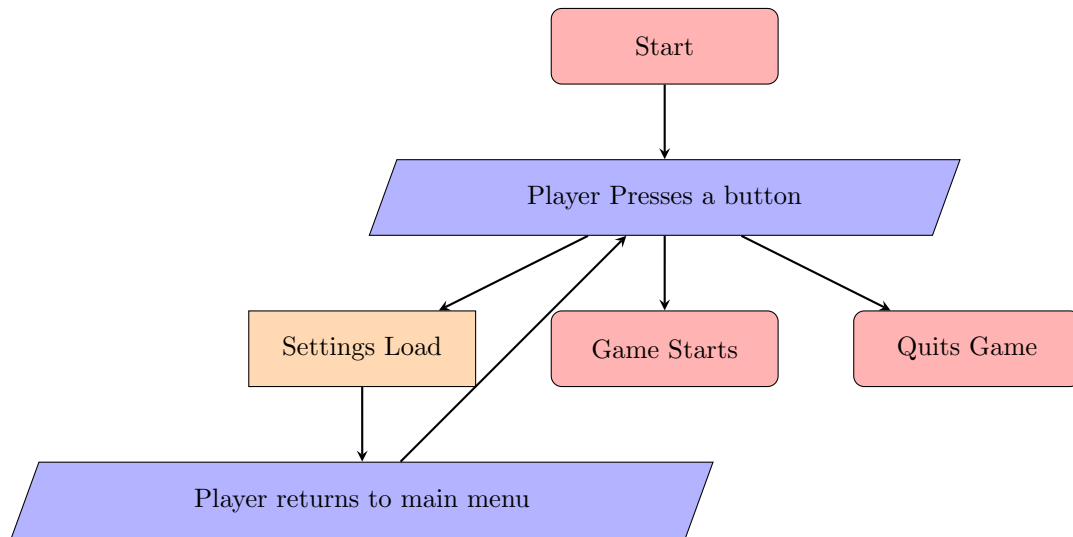 Start
Player Presses a button
Settings Load
Game Starts
Quits Game
Player returns to main menu